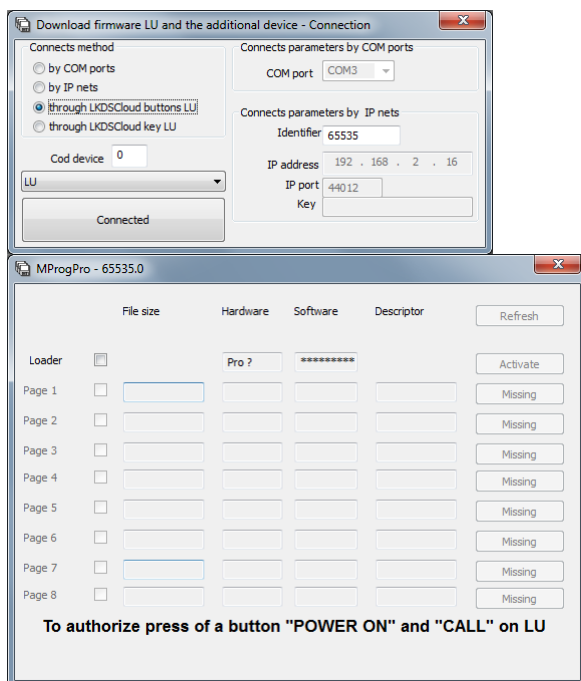 Download firmware LU and the additional device - Connection
Connects method
by COM ports
by IP nets
through LKDSCloud buttons LU
through LKDSCloud key LU
Cod device 0
LU
Connected
Connects parameters by COM ports
COM port COM3
Connects parameters by IP nets
Identifier 65535
IP address 192 . 168 . 2 . 16
IP port 44012
Key
MProgPro - 65535.0
File size Hardware Software Descriptor Refresh
Loader Pro ? ********* Activate
Page 1 Missing
Page 2 Missing
Page 3 Missing
Page 4 Missing
Page 5 Missing
Page 6 Missing
Page 7 Missing
Page 8 Missing
To authorize press of a button "POWER ON" and "CALL" on LU